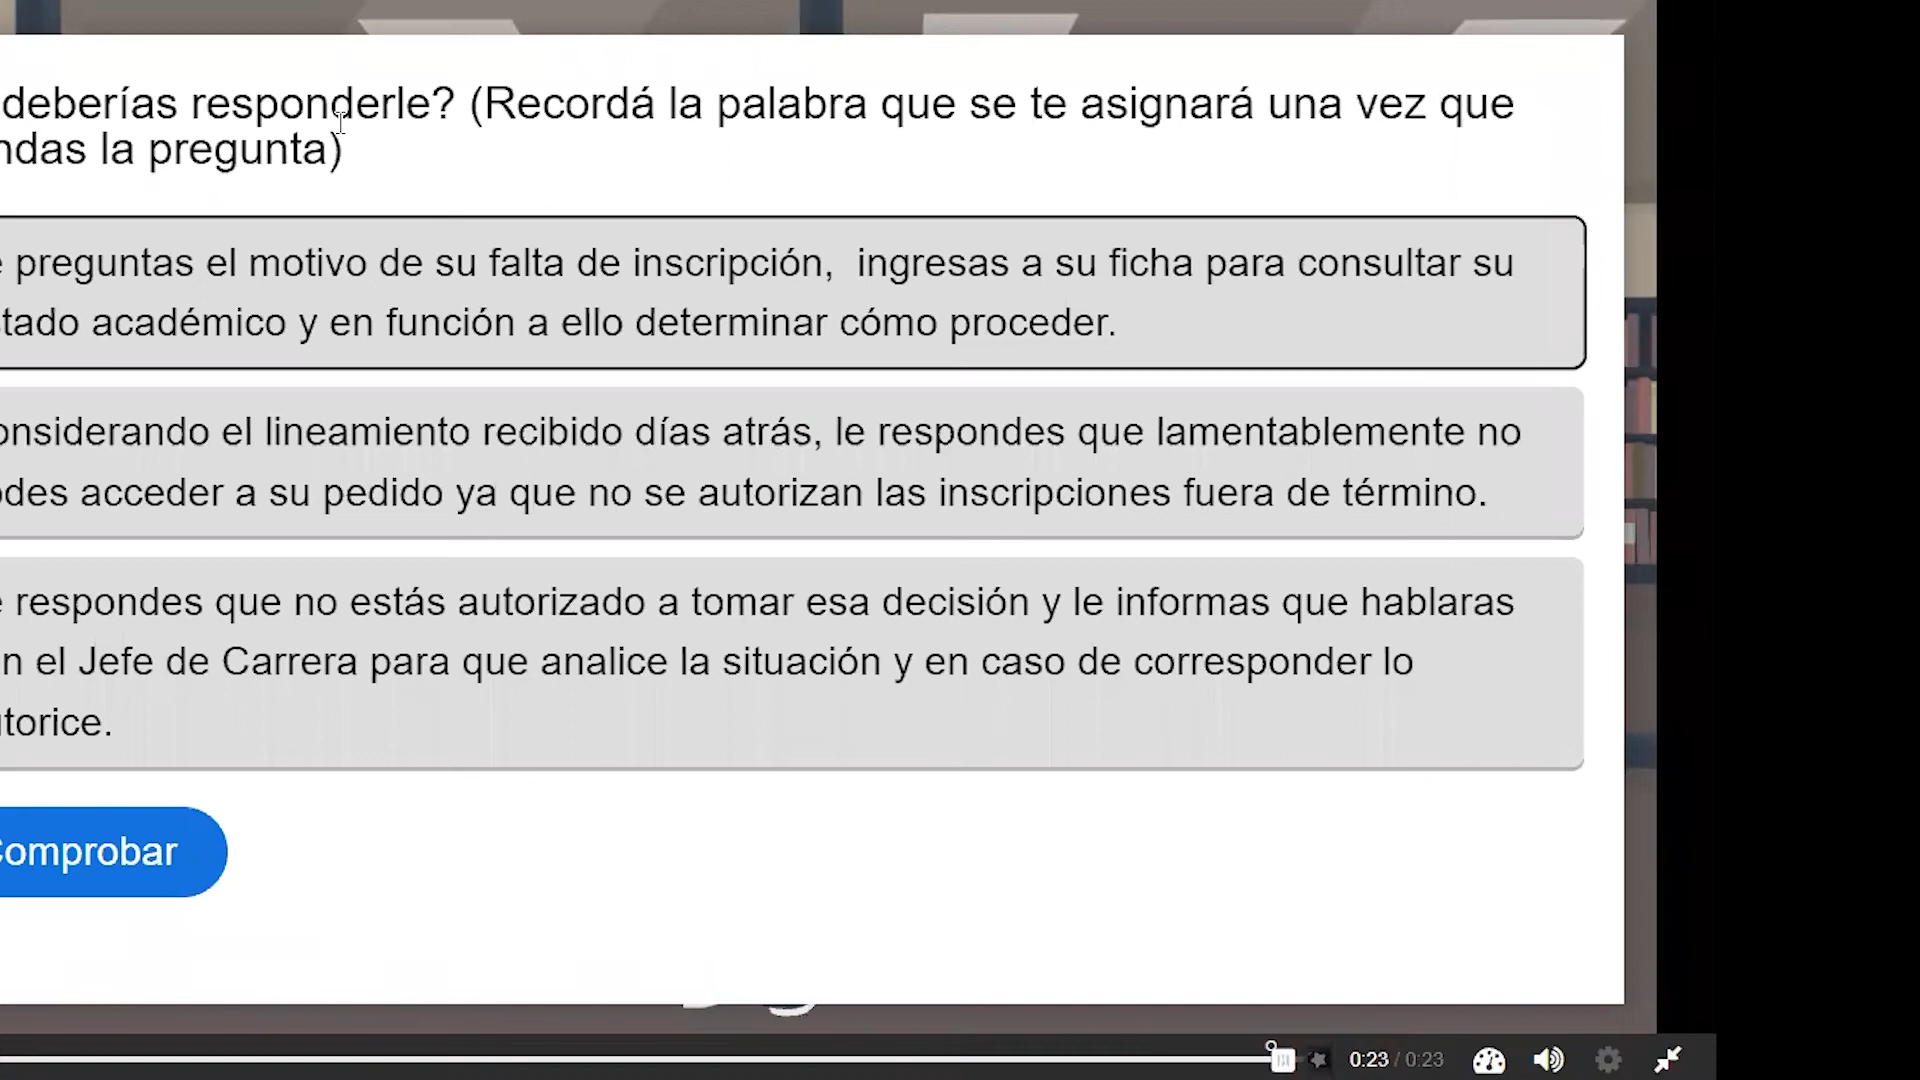 deberías responderle? (Recordá la palabra que se te asignará una vez que
ndas la pregunta)
e preguntas el motivo de su falta de inscripción, ingresas a su ficha para consultar su
tado académico y en función a ello determinar cómo proceder.
onsiderando el lineamiento recibido días atrás, le respondes que lamentablemente no
odes acceder a su pedido ya que no se autorizan las inscripciones fuera de término.
e respondes que no estás autorizado a tomar esa decisión y le informas que hablaras
n el Jefe de Carrera para que analice la situación y en caso de corresponder lo
utorice.
Comprobar
0:23 / 0:23